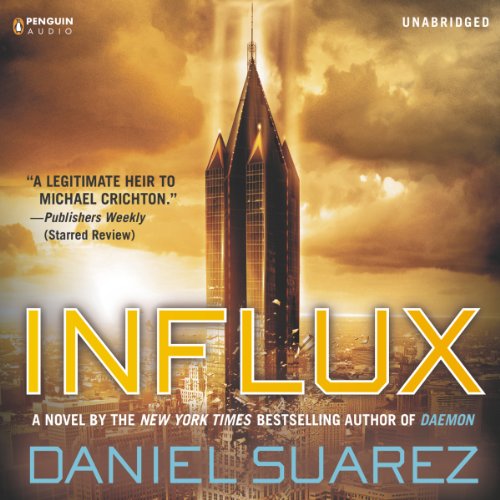 PENGUIN
AUDIO
UNABRIDGED
“A LEGITIMATE HEIR TO
MICHAEL CRICHTON.”
—Publishers Weekly
(Starred Review)
INFLUX
A NOVEL BY THE NEW YORK TIMES BESTSELLING AUTHOR OF DAEMON
DANIEL SUAREZ